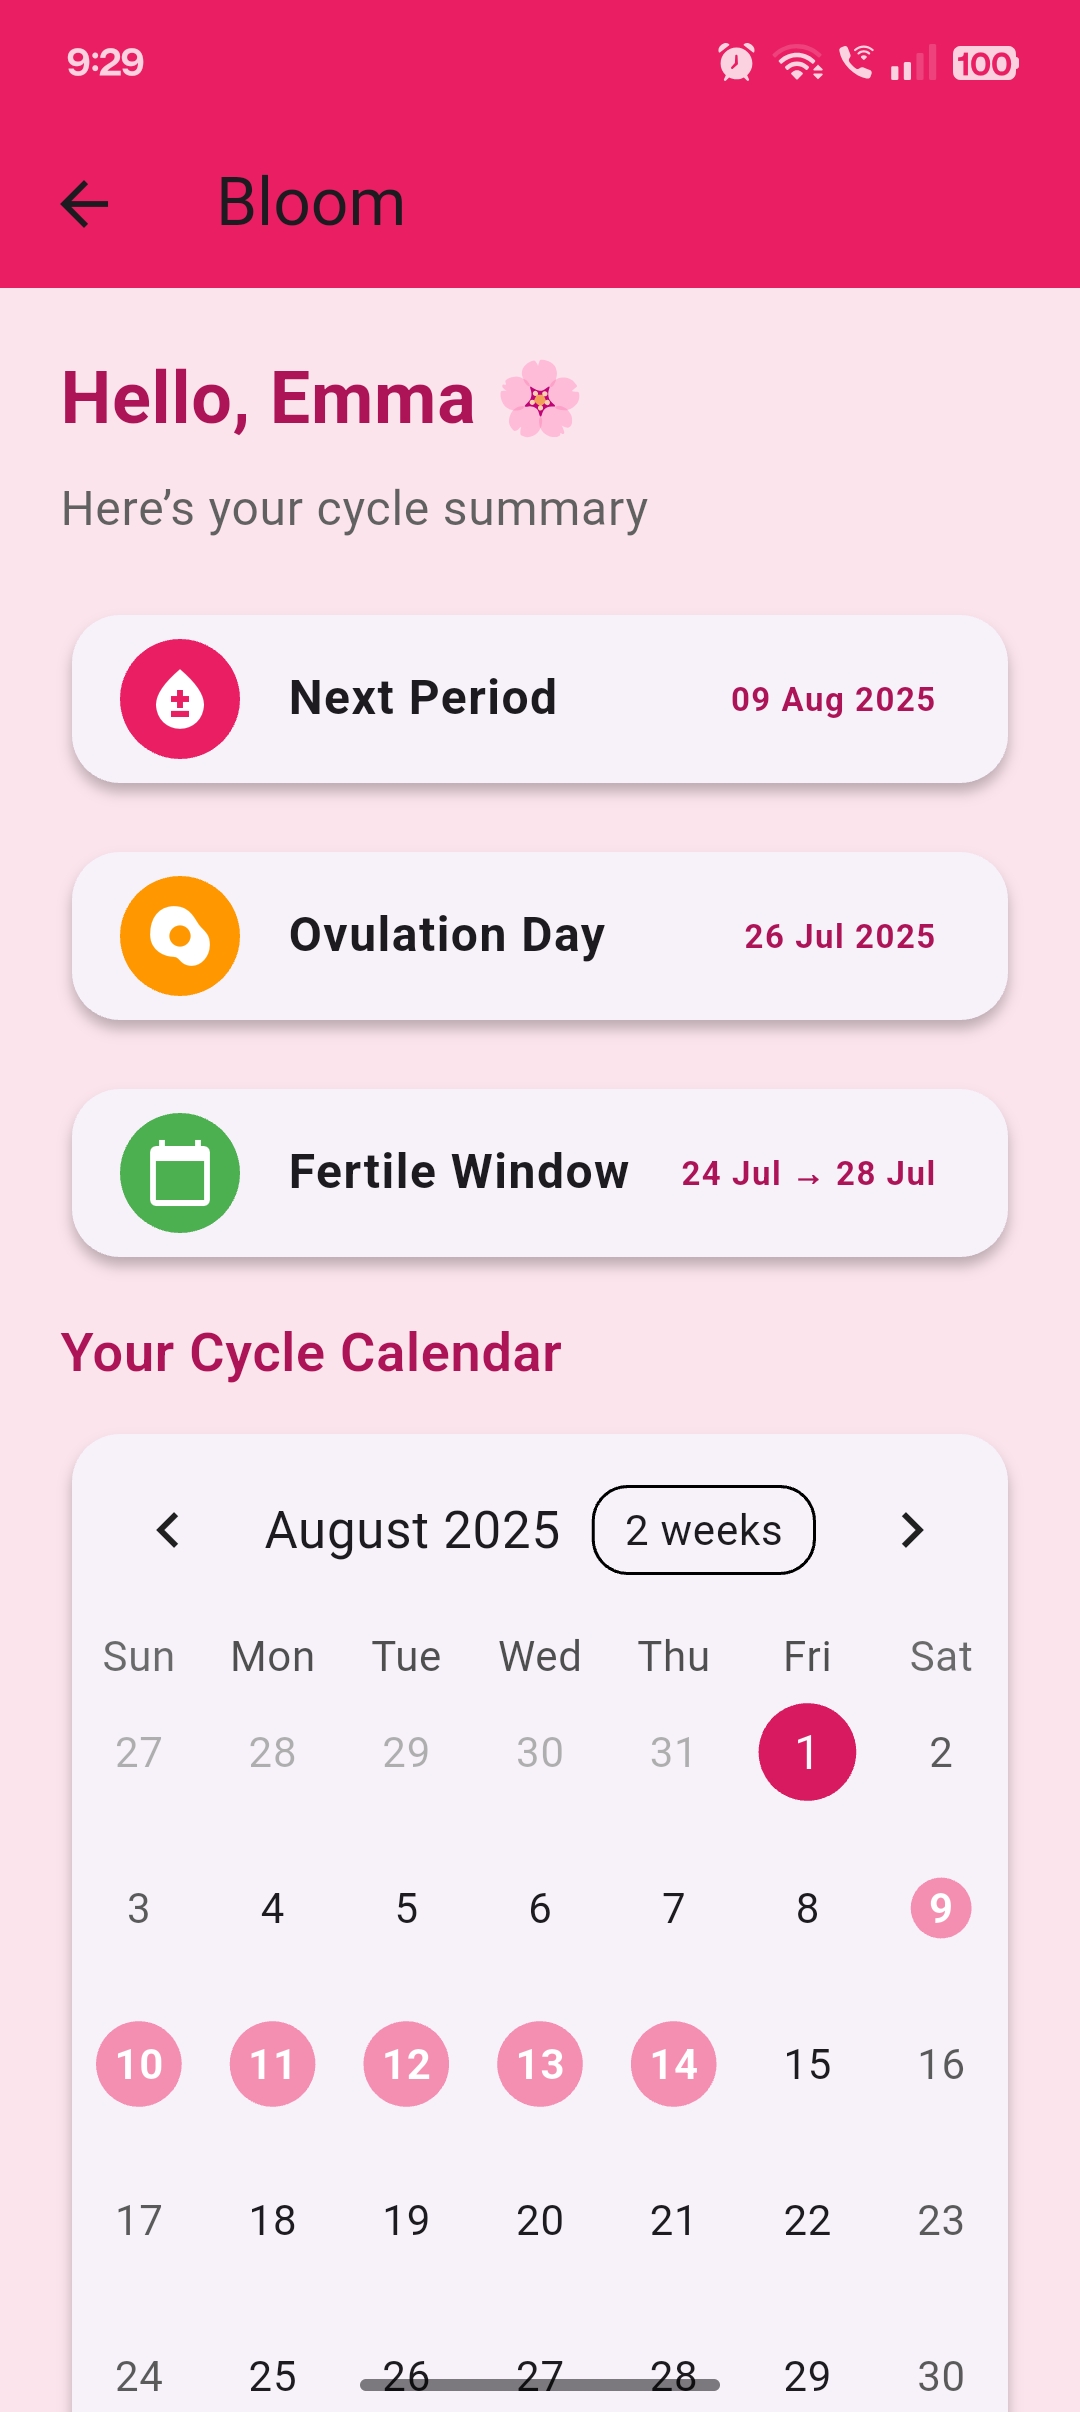 9:29
100
Bloom
Hello, Emma 🌸
Here’s your cycle summary
Next Period 09 Aug 2025
Ovulation Day 26 Jul 2025
Fertile Window 24 Jul → 28 Jul
Your Cycle Calendar
August 2025 2 weeks
Sun Mon Tue Wed Thu Fri Sat
27 28 29 30 31 1 2
3 4 5 6 7 8 9
10 11 12 13 14 15 16
17 18 19 20 21 22 23
24 25 26 27 28 29 30